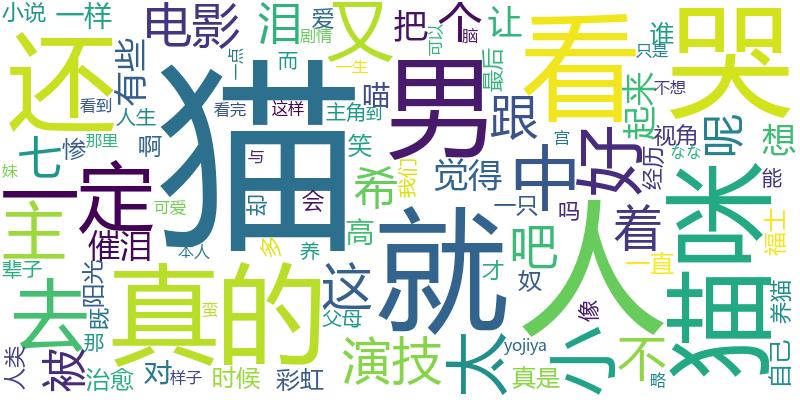 小说
一样
电影
泪
爱
剧情
又
把
个
脑
让
谁
哭
还
有些
一点
而
一生
可以
最后
只是
看
猫
男
喵
跟
起来
不想
看到
人生
看完
这样
主角
到
七
惨
那里
啊
笑
视角
呢
想
妹
一定
与
却
会
我们
希
觉得
中
宫
好
经历
なな
能
猫咪
主
可爱
催泪
本人
多
养
高
就
一只
吗
着
人
吧
一直
福士
辈子
去
既
阳光
真的
蛮
这
父母
才
奴
像
小
养猫
自己
人类
被
那
治愈
对
样子
时候
彩虹
演技
太
yojiya
真是
不
略